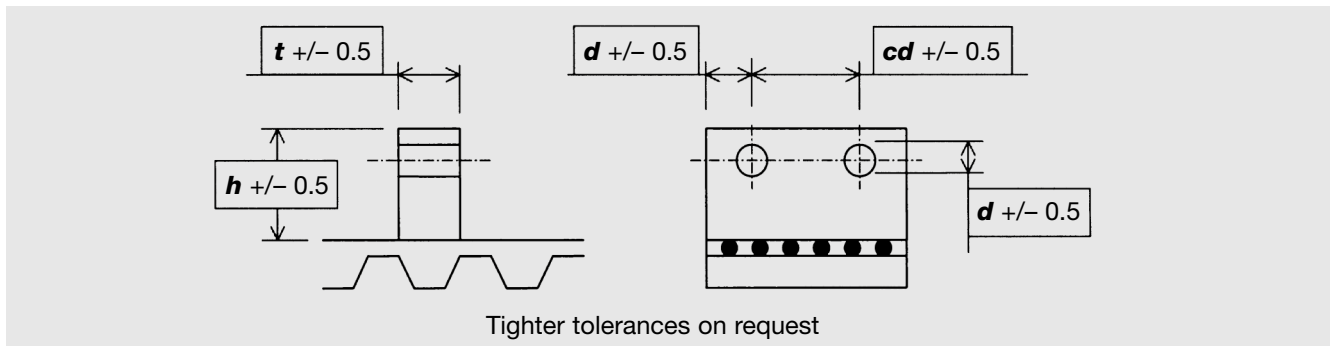 t +/– 0.5
d +/– 0.5
cd +/– 0.5
h +/– 0.5
d +/– 0.5
Tighter tolerances on request